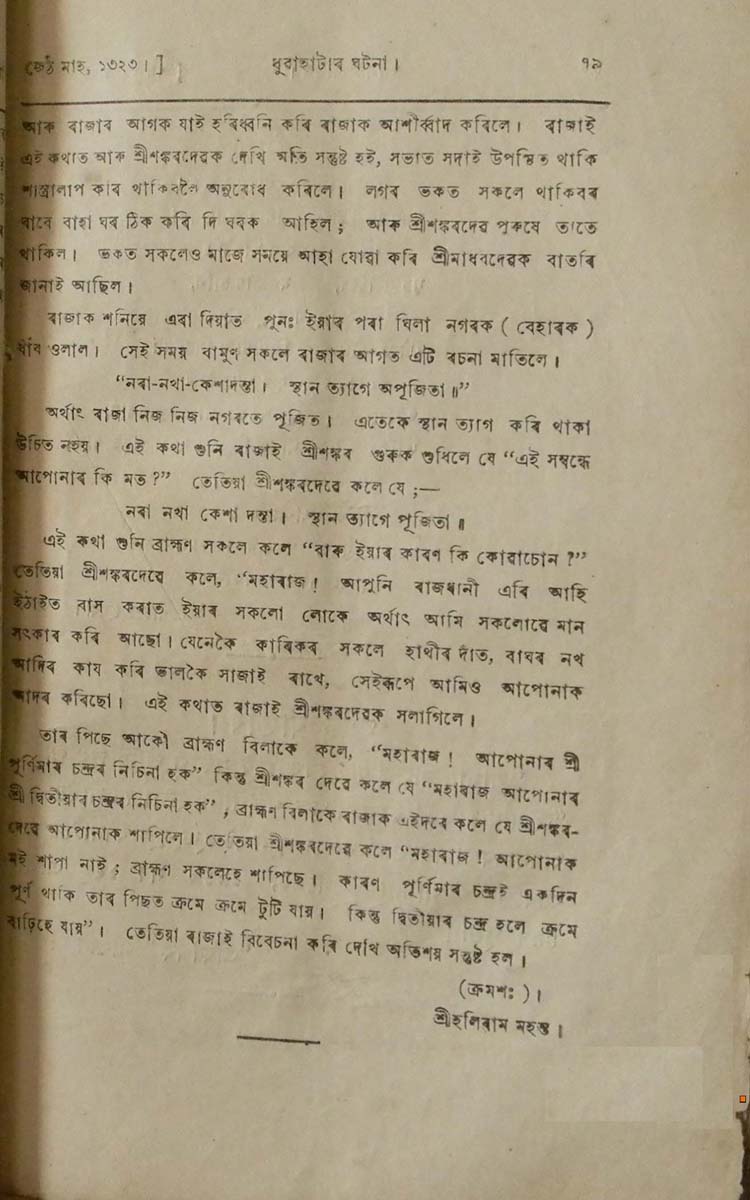 জেঠ মাহ, ১৩২৩। ] ধুৱাহাটাৰ ঘটনা। ৭৯
আৰু ৰাজাৰ আগক যাই হৰিধ্বনি কৰি ৰাজাক আশীৰ্ব্বাদ কৰিলে। ৰাজাই
এই কথাত আৰু শ্ৰীশঙ্কৰদেৱক দেখি অতি সন্তুষ্ট হই, সভাত সদাই উপস্থিত থাকি
শাস্ত্ৰালাপ কৰি থাকিবলৈ অনুৰোধ কৰিলে। লগৰ ভকত সকলে থাকিবৰ
বাবে বাহা ঘৰ ঠিক কৰি দি ঘৰক আহিল; আৰু শ্ৰীশঙ্কৰদেৱ পুৰুষে তাতে
থাকিল। ভকত সকলেও মাজে সময়ে আহা যোৱা কৰি শ্ৰীমাধবদেৱক বাতৰি
জানাই আছিল।
ৰাজাক শনিয়ে এৰা দিয়াত পুনঃ ইয়াৰ পৰা ঘিলা নগৰক ( বেহাৰক )
যাব ওলাল। সেই সময় বামুণ সকলে ৰাজাৰ আগত এটি ৰচনা মাতিলে।
“নৰা-নখা-কেশাদন্তা। স্থান ত্যাগে অপূজিতা॥”
অৰ্থাৎ ৰাজা নিজ নিজ নগৰতে পূজিত। এতেকে স্থান ত্যাগ কৰি থাকা
উচিত নহয়। এই কথা শুনি ৰাজাই শ্ৰীশঙ্কৰ গুৰুক শুধিলে যে “এই সম্বন্ধে
আপোনাৰ কি মত?” তেতিয়া শ্ৰীশঙ্কৰদেৱে কলে যে ;—
নৰা নখা কেশা দন্তা। স্থান ত্যাগে পূজিতা॥
এই কথা শুনি ব্ৰাহ্মণ সকলে কলে “বাৰু ইয়াৰ কাৰণ কি কোৱাচোন?”
তেতিয়া শ্ৰীশঙ্কৰদেৱে কলে, “মহাৰাজ! আপুনি ৰাজধানী এৰি আহি
ইঠাইত বাস কৰাত ইয়াৰ সকলো লোকে অৰ্থাৎ আমি সকলোৱে মান
সৎকাৰ কৰি আছো। যেনেকৈ কাৰিকৰ সকলে হাথীৰ দাঁত, বাঘৰ নখ
আদিৰ কায কৰি ভালকৈ সাজাই ৰাখে, সেইৰূপে আমিও আপোনাক
আদৰ কৰিছো। এই কথাত ৰাজাই শ্ৰীশঙ্কৰদেৱক সলাগিলে।
তাৰ পিছে আকৌ ব্ৰাহ্মণ বিলাকে কলে, “মহাৰাজ! আপোনাৰ শ্ৰী
পূৰ্ণিমাৰ চন্দ্ৰৰ নিচিনা হক” কিন্তু শ্ৰীশঙ্কৰ দেৱে কলে যে “মহাৰাজ আপোনাৰ
শ্ৰী দ্বিতীয়াৰ চন্দ্ৰৰ নিচিনা হক”, ব্ৰাহ্মণ বিলাকে ৰাজাক এইদৰে কলে যে শ্ৰীশঙ্কৰ-
দেৱে আপোনাক শাপিলে। তেতিয়া শ্ৰীশঙ্কৰদেৱে কলে “মহাৰাজ! আপোনাক
মই শাপা নাই; ব্ৰাহ্মণ সকলেহে শাপিছে। কাৰণ পূৰ্ণিমাৰ চন্দ্ৰই একদিন
পূৰ্ণ থাকি তাৰ পিছত ক্ৰমে ক্ৰমে টুটি যায়। কিন্তু দ্বিতীয়াৰ চন্দ্ৰ হলে ক্ৰমে
বাঢ়িহে যায়”। তেতিয়া ৰাজাই বিবেচনা কৰি দেখি অতিশয় সন্তুষ্ট হল।
(ক্ৰমশঃ)।
শ্ৰীহলিৰাম মহন্ত।